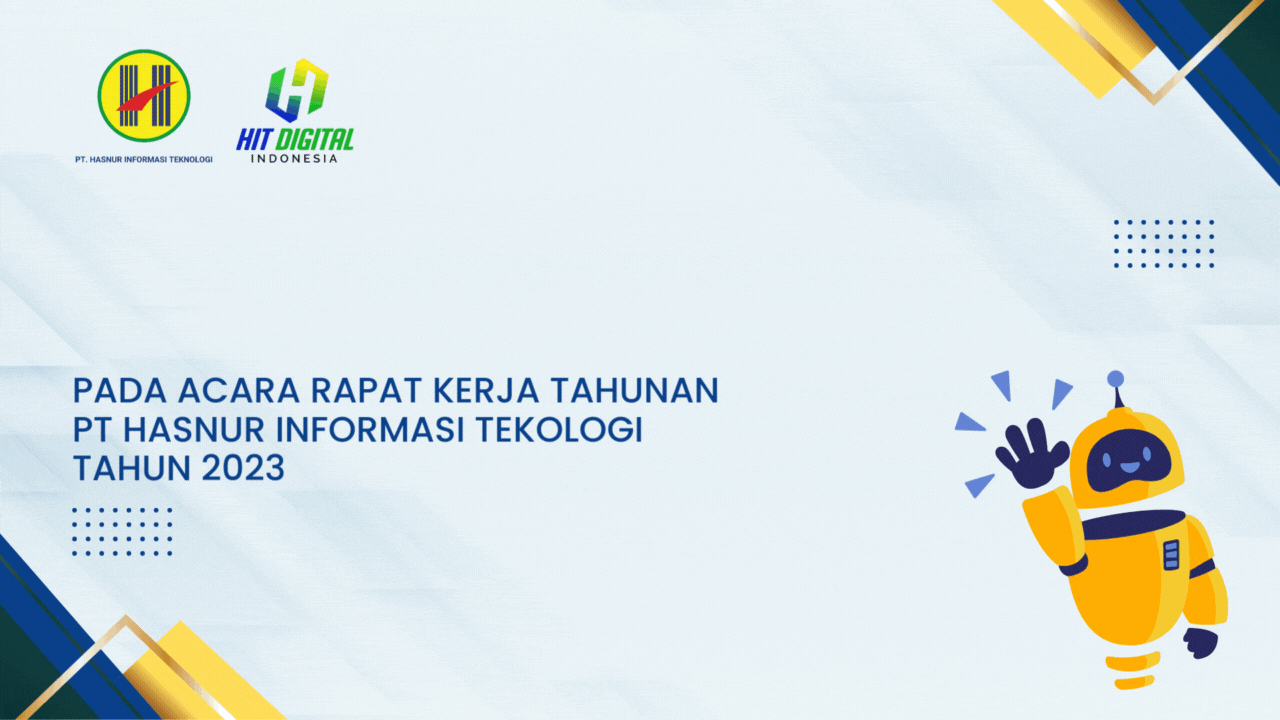 PT. HASNUR INFORMASI TEKNOLOGI
HIT DIGITAL
INDONESIA
PADA ACARA RAPAT KERJA TAHUNAN
PT HASNUR INFORMASI TEKOLOGI
TAHUN 2023